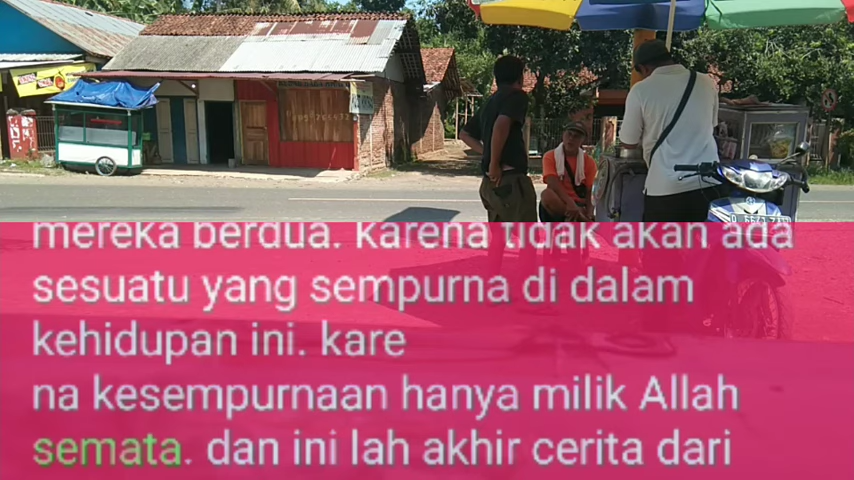 mereka berdua. karena tidak akan ada
sesuatu yang sempurna di dalam
kehidupan ini. kare
na kesempurnaan hanya milik Allah
semata. dan ini lah akhir cerita dari